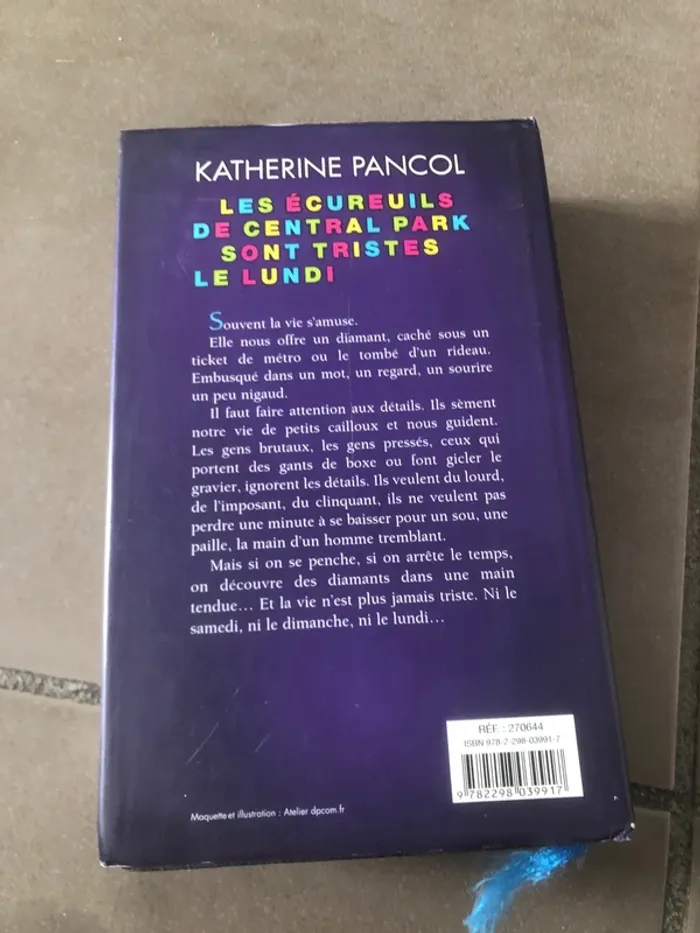 KATHERINE PANCOL
LES ÉCUREUILS
DE CENTRAL PARK
SONT TRISTES
LE LUNDI
Souvent la vie s'amuse.
Elle nous offre un diamant, caché sous un
ticket de métro ou le tombé d'un rideau.
Embusqué dans un mot, un regard, un sourire
un peu nigaud.
Il faut faire attention aux détails. Ils sèment
notre vie de petits cailloux et nous guident.
Les gens brutaux, les gens pressés, ceux qui
portent des gants de boxe ou font gicler le
gravier, ignorent les détails. Ils veulent du lourd,
de l'imposant, du clinquant, ils ne veulent pas
perdre une minute à se baisser pour un sou, une
paille, la main d'un homme tremblant.
Mais si on se penche, si on arrête le temps,
on découvre des diamants dans une main
tendue... Et la vie n'est plus jamais triste. Ni le
samedi, ni le dimanche, ni le lundi...
RÉF. : 270644
ISBN 978-2-298-03991-7
9 782298 039917
Maquette et illustration : Atelier dpcom.fr